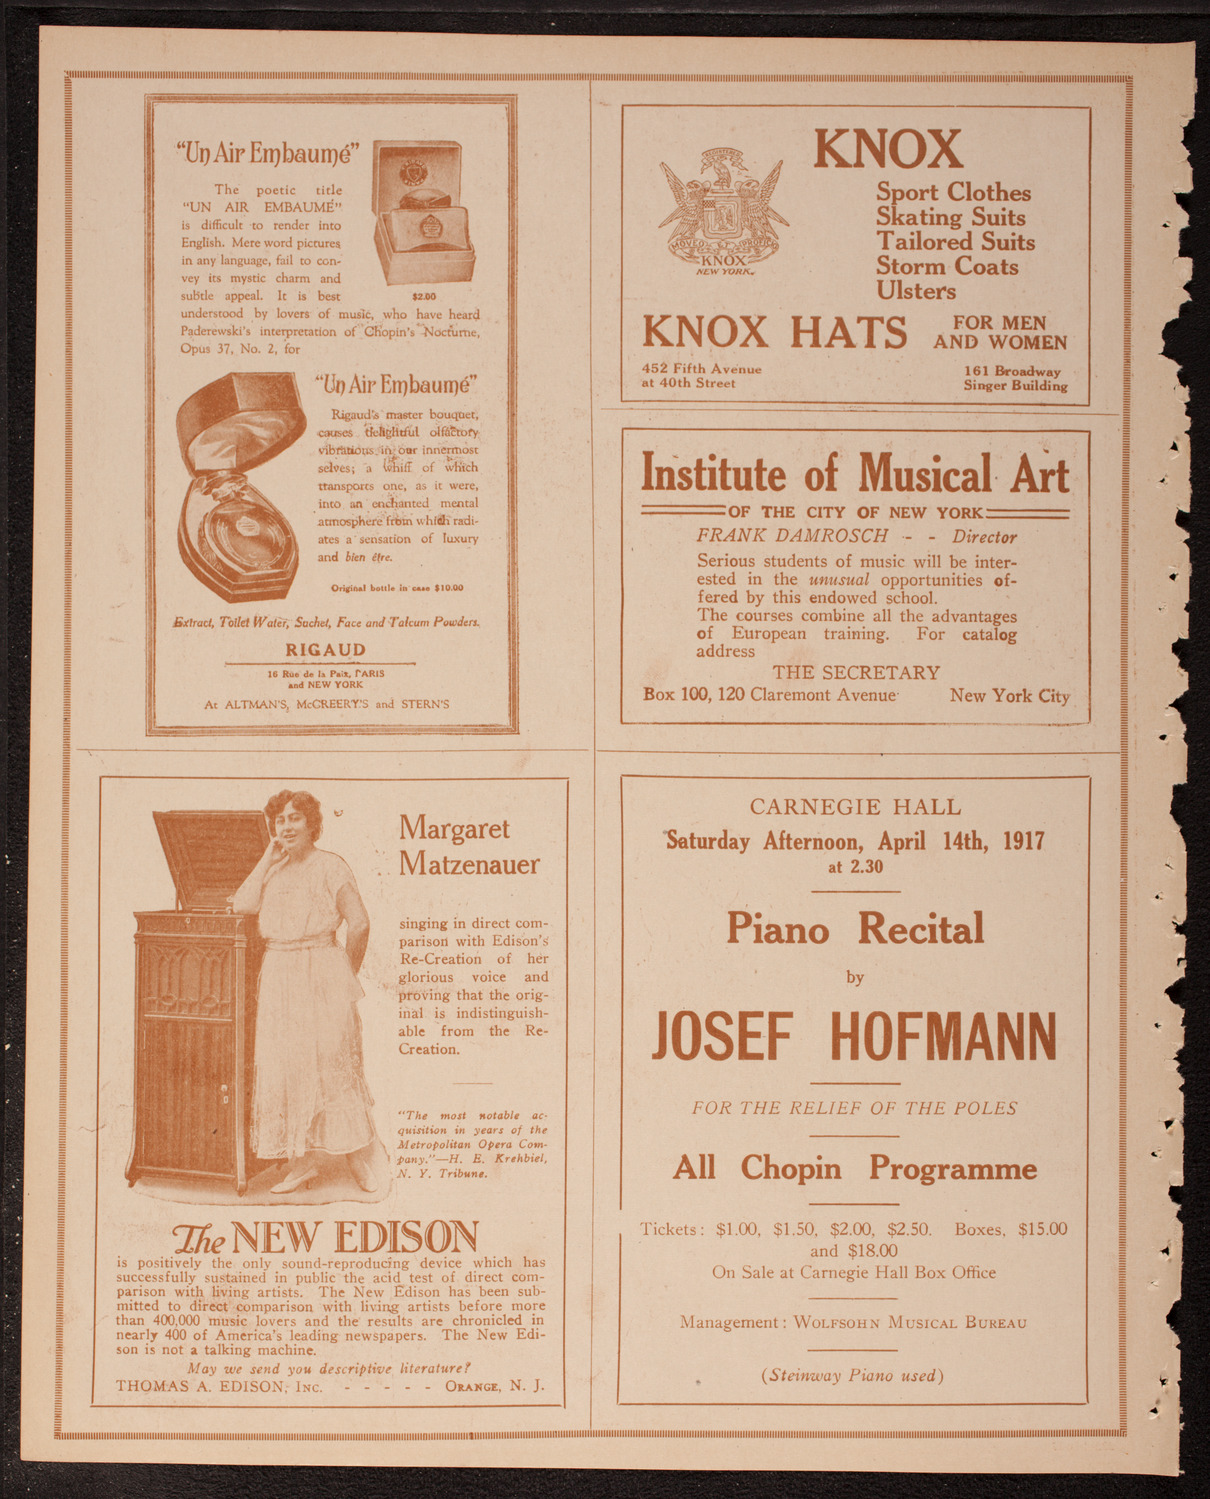 "Un Air Embaumé"
The poetic title
"UN AIR EMBAUMÉ"
is difficult to render into
English. Mere word pictures
in any language, fail to con-
vey its mystic charm and
subtle appeal. It is best
$2.00
understood by lovers of music, who have heard
Paderewski's interpretation of Chopin's Nocturne,
Opus 37, No. 2, for
"Un Air Embaumé"
Rigaud's master bouquet,
causes delightful olfactory
vibrations in our innermost
selves; a whiff of which
transports one, as it were,
into an enchanted mental
atmosphere from which radi-
ates a sensation of luxury
and bien être.
Original bottle in case $10.00
Extract, Toilet Water, Sachet, Face and Talcum Powders.
RIGAUD
16 Rue de la Paix, PARIS
and NEW YORK
At ALTMAN'S, McCREERY'S and STERN'S
KNOX
Sport Clothes
Skating Suits
Tailored Suits
Storm Coats
Ulsters
KNOX
NEW YORK
KNOX HATS FOR MEN
AND WOMEN
452 Fifth Avenue
at 40th Street
161 Broadway
Singer Building
Institute of Musical Art
OF THE CITY OF NEW YORK
FRANK DAMROSCH - - Director
Serious students of music will be inter-
ested in the unusual opportunities of-
fered by this endowed school.
The courses combine all the advantages
of European training. For catalog
address
THE SECRETARY
Box 100, 120 Claremont Avenue New York City
Margaret
Matzenauer
singing in direct com-
parison with Edison's
Re-Creation of her
glorious voice and
proving that the orig-
inal is indistinguish-
able from the Re-
Creation.
"The most notable ac-
quisition in years of the
Metropolitan Opera Com-
pany."—H. E. Krehbiel,
N. Y. Tribune.
The NEW EDISON
is positively the only sound-reproducing device which has
successfully sustained in public the acid test of direct com-
parison with living artists. The New Edison has been sub-
mitted to direct comparison with living artists before more
than 400,000 music lovers and the results are chronicled in
nearly 400 of America's leading newspapers. The New Edi-
son is not a talking machine.
May we send you descriptive literature?
THOMAS A. EDISON, INC. - - - - - ORANGE, N. J.
CARNEGIE HALL
Saturday Afternoon, April 14th, 1917
at 2.30
Piano Recital
by
JOSEF HOFMANN
FOR THE RELIEF OF THE POLES
All Chopin Programme
Tickets: $1.00, $1.50, $2.00, $2.50. Boxes, $15.00
and $18.00
On Sale at Carnegie Hall Box Office
Management: WOLFSOHN MUSICAL BUREAU
(Steinway Piano used)